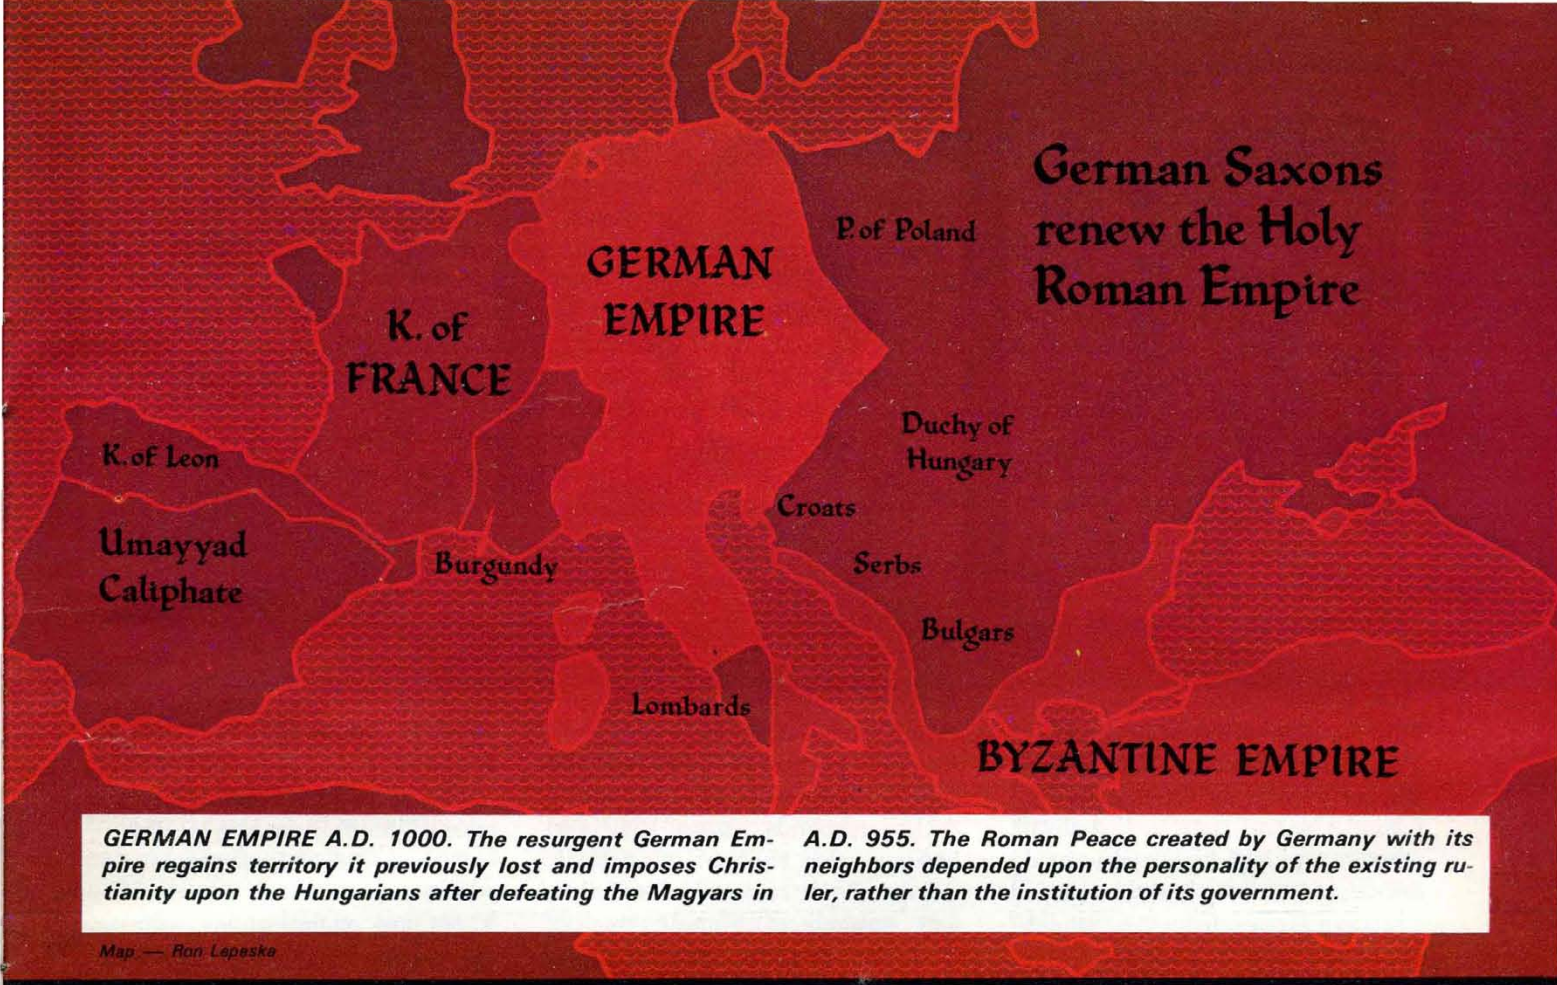 German Saxons
renew the Holy
Roman Empire
P. of Poland
GERMAN
EMPIRE
K. of
FRANCE
Duchy of
Hungary
K. of Leon
Croats
Umayyad
Caliphate
Burgundy
Serbs
Bulgars
Lombards
BYZANTINE EMPIRE
GERMAN EMPIRE A.D. 1000. The resurgent German Em-
pire regains territory it previously lost and imposes Chris-
tianity upon the Hungarians after defeating the Magyars in
A.D. 955. The Roman Peace created by Germany with its
neighbors depended upon the personality of the existing ru-
ler, rather than the institution of its government.
Map — Ron Lepeska